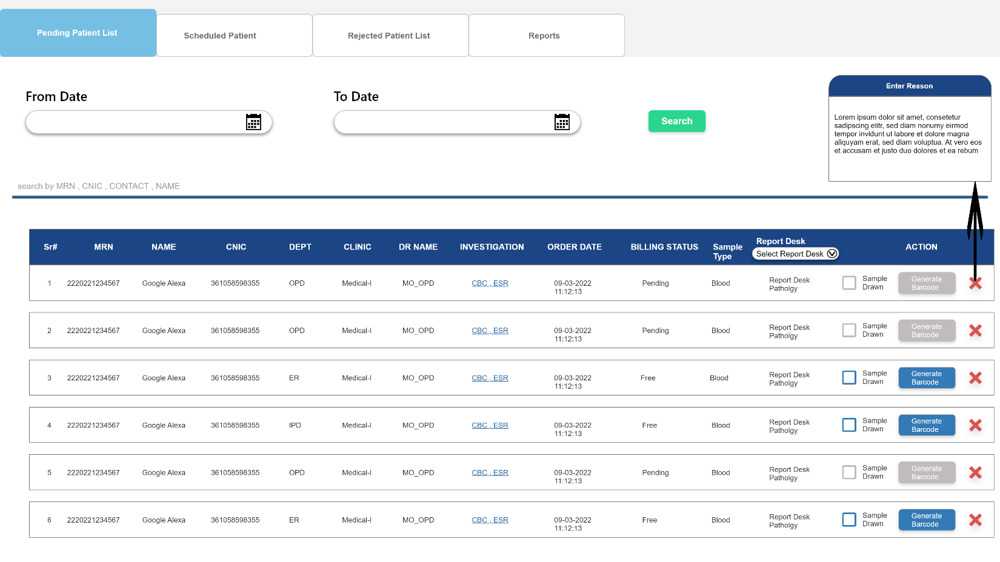 Pending Patient List
Scheduled Patient
Rejected Patient List
Reports
From Date
To Date
Search
Enter Reason
Lorem ipsum dolor sit amet, consetetur
sadipscing elitr, sed diam nonumy eirmod
tempor invidunt ut labore et dolore magna
aliquyam erat, sed diam voluptua. At vero eos
et accusam et justo duo dolores et ea rebum
search by MRN , CNIC , CONTACT , NAME
Sr# MRN NAME CNIC DEPT CLINIC DR NAME INVESTIGATION ORDER DATE BILLING STATUS Sample Type Report Desk ACTION
Select Report Desk
1 2220221234567 Google Alexa 361058598355 OPD Medical-I MO_OPD CBC , ESR 09-03-2022 11:12:13 Pending Blood Report Desk Patholgy Sample Drawn Generate Barcode
2 2220221234567 Google Alexa 361058598355 OPD Medical-I MO_OPD CBC , ESR 09-03-2022 11:12:13 Pending Blood Report Desk Patholgy Sample Drawn Generate Barcode
3 2220221234567 Google Alexa 361058598355 ER Medical-I MO_OPD CBC , ESR 09-03-2022 11:12:13 Free Blood Report Desk Patholgy Sample Drawn Generate Barcode
4 2220221234567 Google Alexa 361058598355 IPD Medical-I MO_OPD CBC , ESR 09-03-2022 11:12:13 Free Blood Report Desk Patholgy Sample Drawn Generate Barcode
5 2220221234567 Google Alexa 361058598355 OPD Medical-I MO_OPD CBC , ESR 09-03-2022 11:12:13 Pending Blood Report Desk Patholgy Sample Drawn Generate Barcode
6 2220221234567 Google Alexa 361058598355 ER Medical-I MO_OPD CBC , ESR 09-03-2022 11:12:13 Free Blood Report Desk Patholgy Sample Drawn Generate Barcode